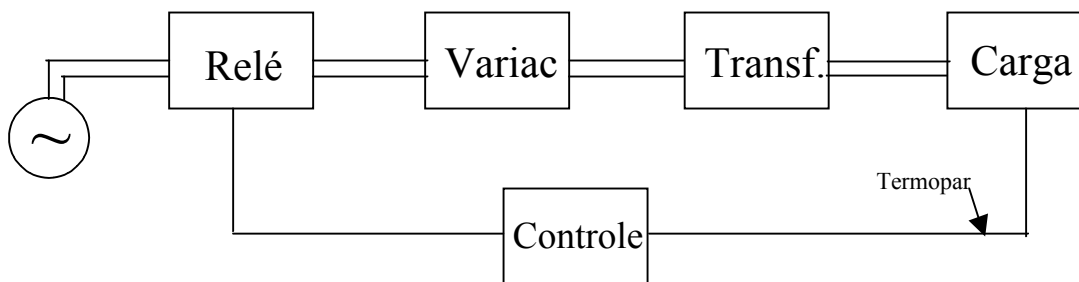 Relé
Variac
Transf.
Carga
~
Termopar
Controle